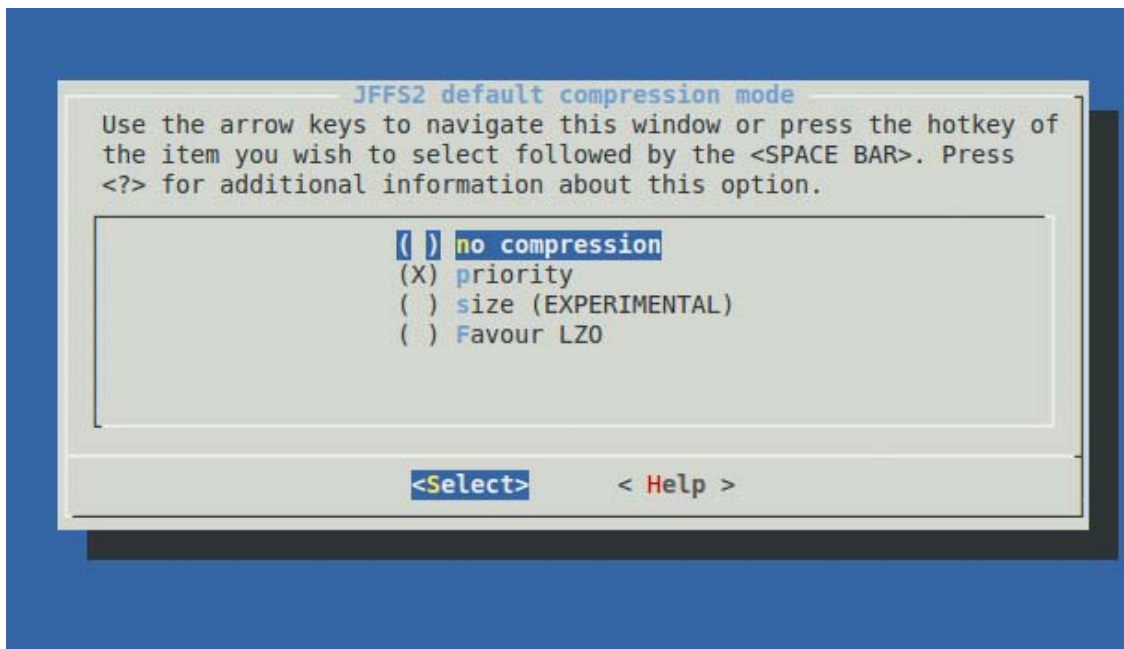 JFFS2 default compression mode
Use the arrow keys to navigate this window or press the hotkey of
the item you wish to select followed by the <SPACE BAR>. Press
<?> for additional information about this option.
( ) no compression
(X) priority
( ) size (EXPERIMENTAL)
( ) Favour LZO
<Select> < Help >